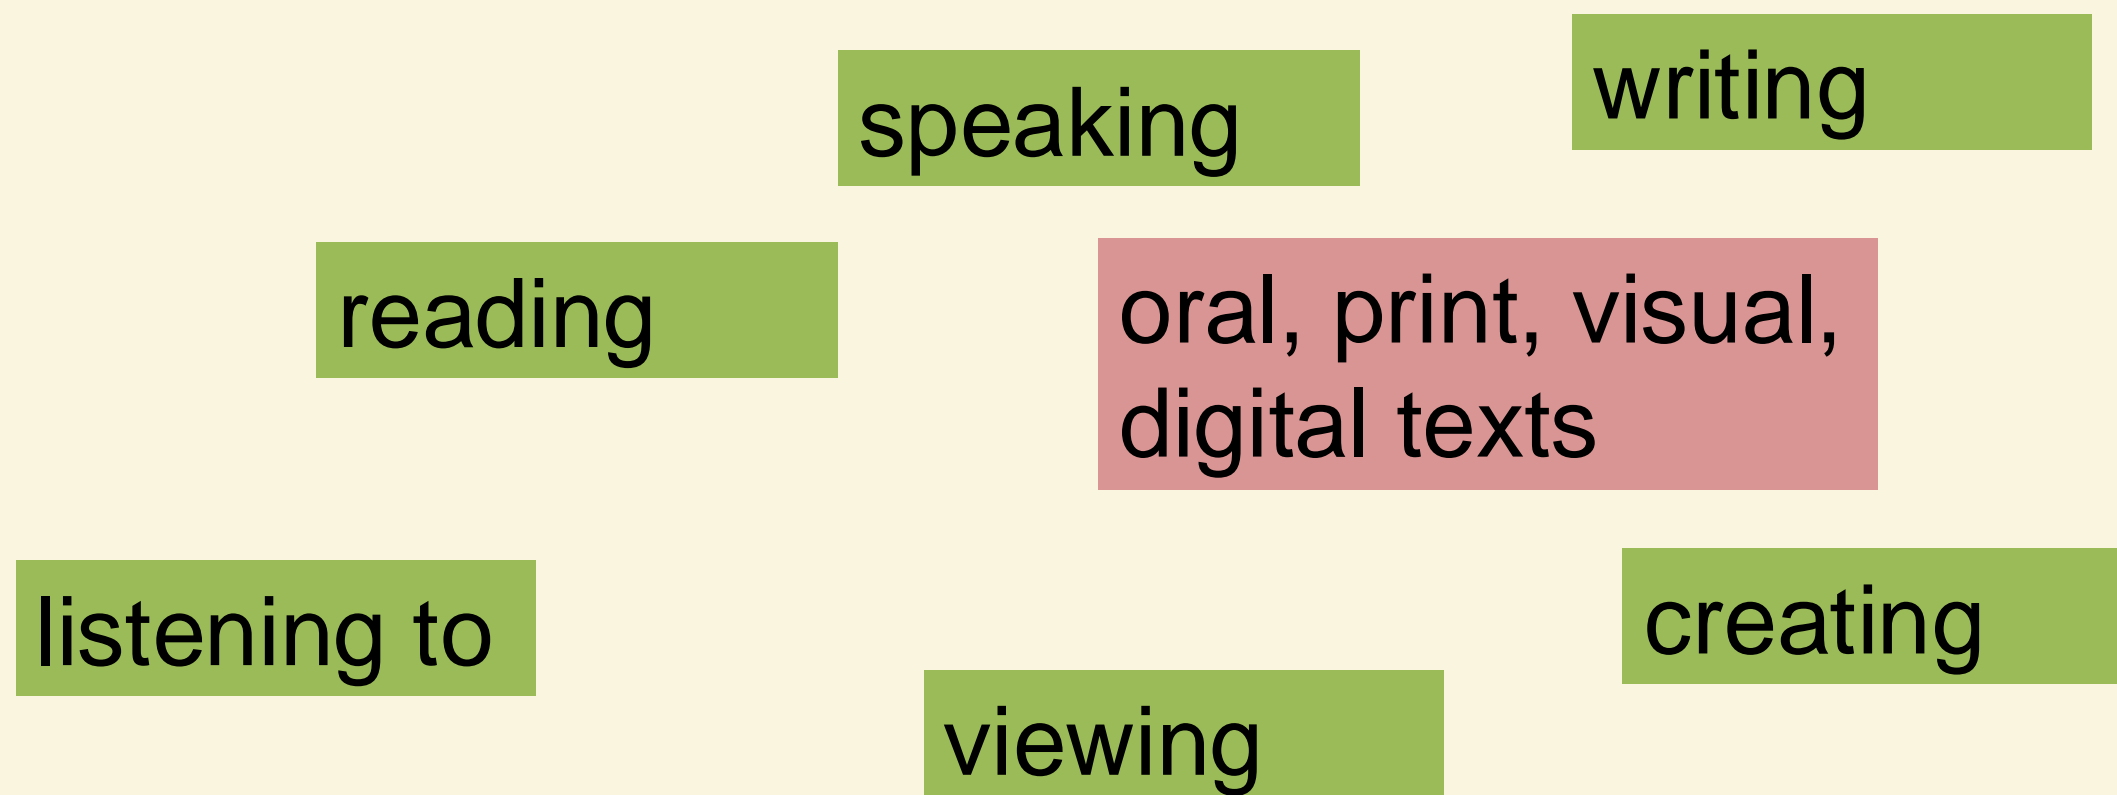 writing
speaking
reading
oral, print, visual,
digital texts
listening to
creating
viewing